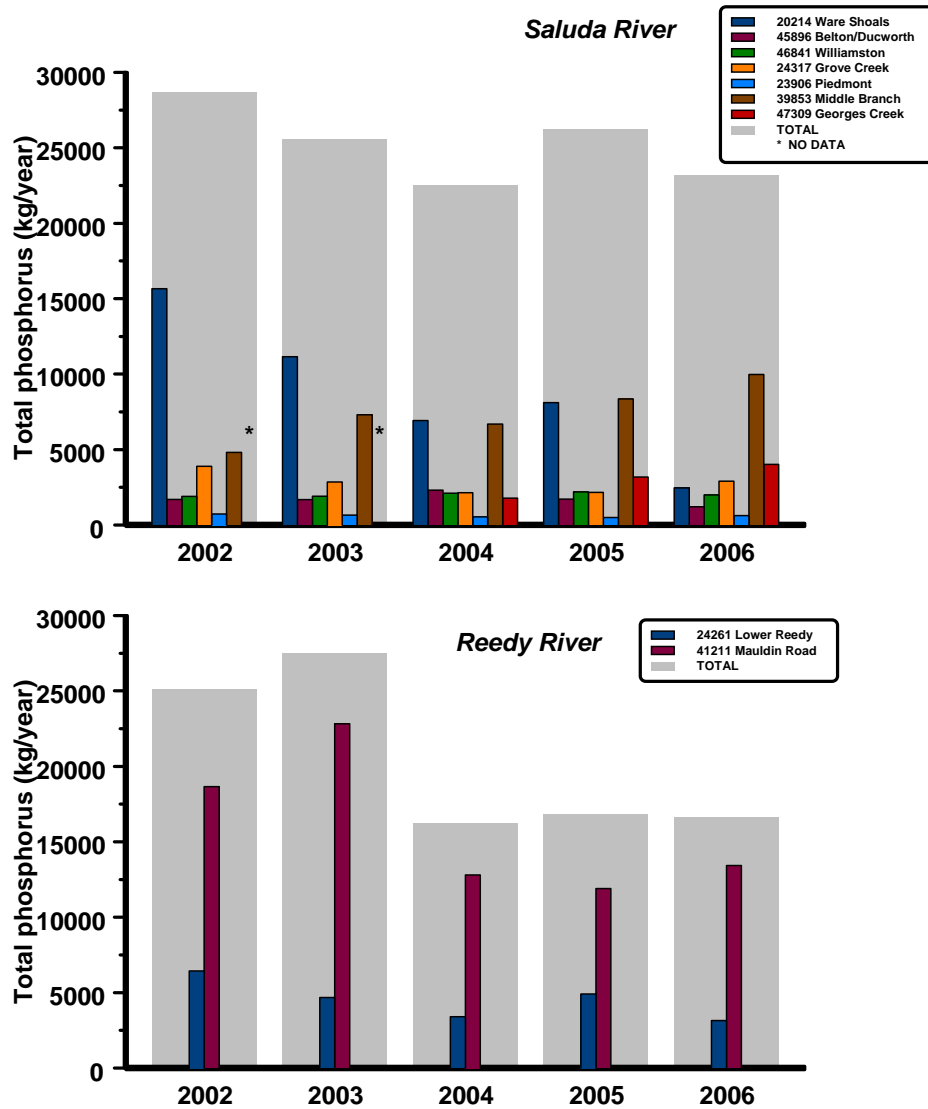 Saluda River
20214 Ware Shoals
45896 Belton/Ducworth
46841 Williamston
24317 Grove Creek
23906 Piedmont
39853 Middle Branch
47309 Georges Creek
TOTAL
* NO DATA
Total phosphorus (kg/year)
30000
25000
20000
15000
10000
5000
0
*
*
2002 2003 2004 2005 2006
Reedy River
24261 Lower Reedy
41211 Mauldin Road
TOTAL
Total phosphorus (kg/year)
30000
25000
20000
15000
10000
5000
0
2002 2003 2004 2005 2006